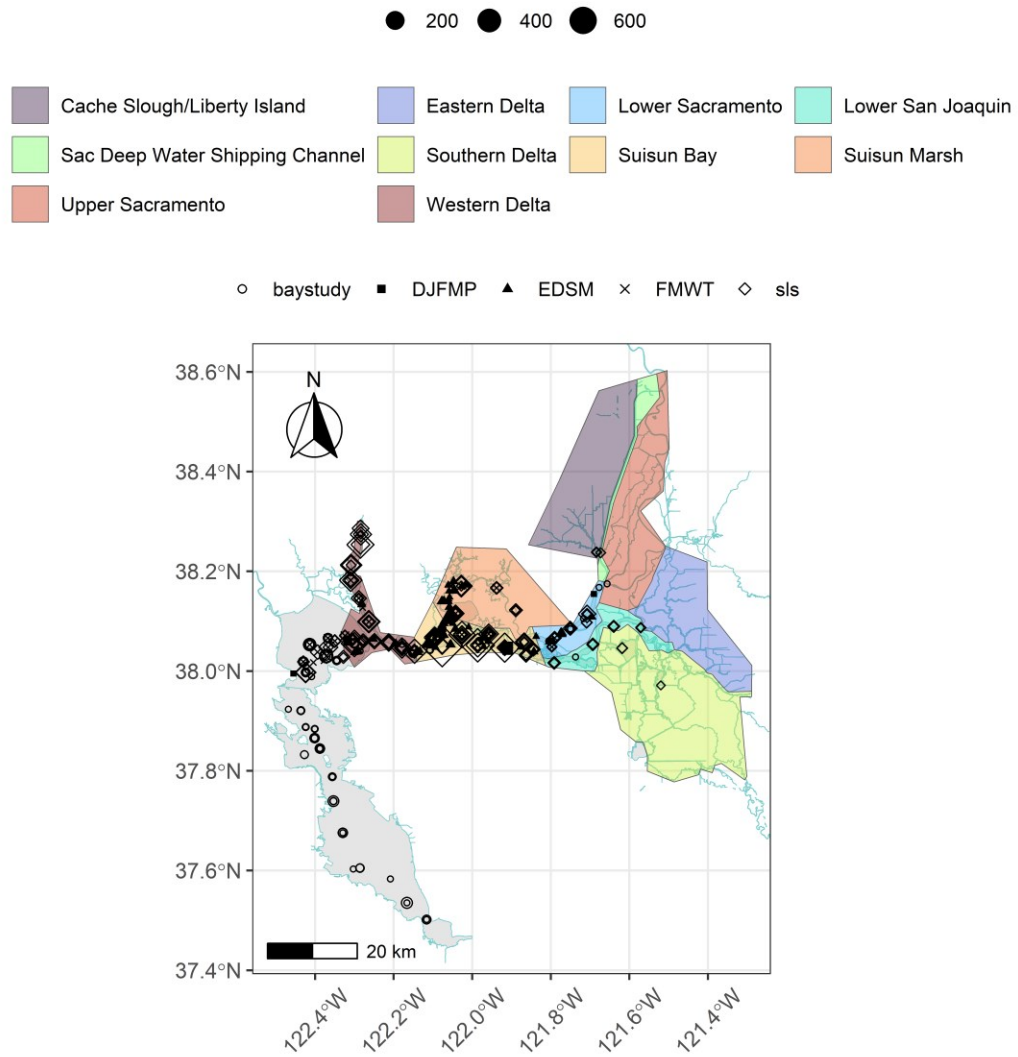 200 400 600
Cache Slough/Liberty Island Eastern Delta Lower Sacramento Lower San Joaquin
Sac Deep Water Shipping Channel Southern Delta Suisun Bay Suisun Marsh
Upper Sacramento Western Delta
baystudy DJFMP EDSM FMWT sls
38.6°N
N
38.4°N
38.2°N
38.0°N
37.8°N
37.6°N
20 km
37.4°N
122.4°W 122.2°W 122.0°W 121.8°W 121.6°W 121.4°W